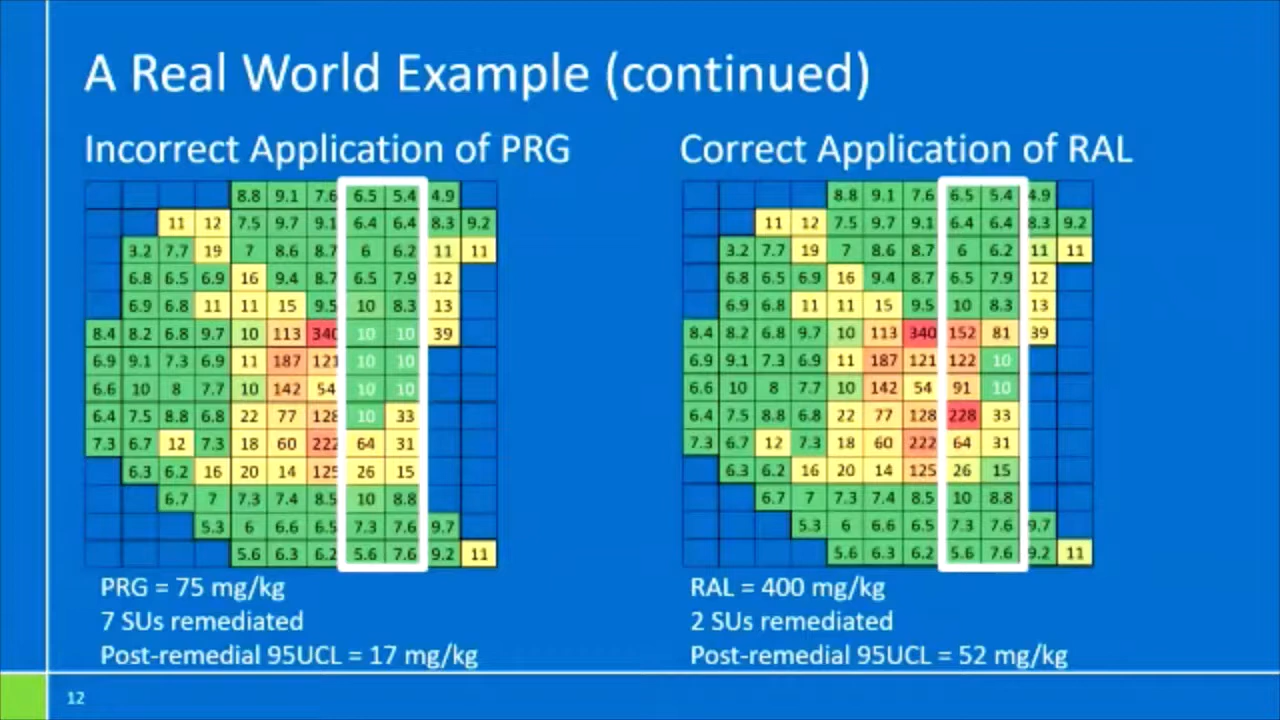 A Real World Example (continued)
Incorrect Application of PRG
8.8 9.1 7.6 6.5 5.4 4.9
11 12 7.5 9.7 9.1 6.4 6.4 8.3 9.2
3.2 7.7 19 7 8.6 8.7 6 6.2 11 11
6.8 6.5 6.9 16 9.4 8.7 6.5 7.9 12
6.9 6.8 11 11 15 9.5 10 8.3 13
8.4 8.2 6.8 9.7 10 113 340 10 10 39
6.9 9.1 7.3 6.9 11 187 121 10 10
6.6 10 8 7.7 10 142 54 10 10
6.4 7.5 8.8 6.8 22 77 128 10 33
7.3 6.7 12 7.3 18 60 222 64 31
6.3 6.2 16 20 14 125 26 15
6.7 7 7.3 7.4 8.5 10 8.8
5.3 6 6.6 6.5 7.3 7.6 9.7
5.6 6.3 6.2 5.6 7.6 9.2 11
PRG = 75 mg/kg
7 SUs remediated
Post-remedial 95UCL = 17 mg/kg
Correct Application of RAL
8.8 9.1 7.6 6.5 5.4 4.9
11 12 7.5 9.7 9.1 6.4 6.4 8.3 9.2
3.2 7.7 19 7 8.6 8.7 6 6.2 11 11
6.8 6.5 6.9 16 9.4 8.7 6.5 7.9 12
6.9 6.8 11 11 15 9.5 10 8.3 13
8.4 8.2 6.8 9.7 10 113 340 152 81 39
6.9 9.1 7.3 6.9 11 187 121 122 10
6.6 10 8 7.7 10 142 54 91 10
6.4 7.5 8.8 6.8 22 77 128 228 33
7.3 6.7 12 7.3 18 60 222 64 31
6.3 6.2 16 20 14 125 26 15
6.7 7 7.3 7.4 8.5 10 8.8
5.3 6 6.6 6.5 7.3 7.6 9.7
5.6 6.3 6.2 5.6 7.6 9.2 11
RAL = 400 mg/kg
2 SUs remediated
Post-remedial 95UCL = 52 mg/kg
12